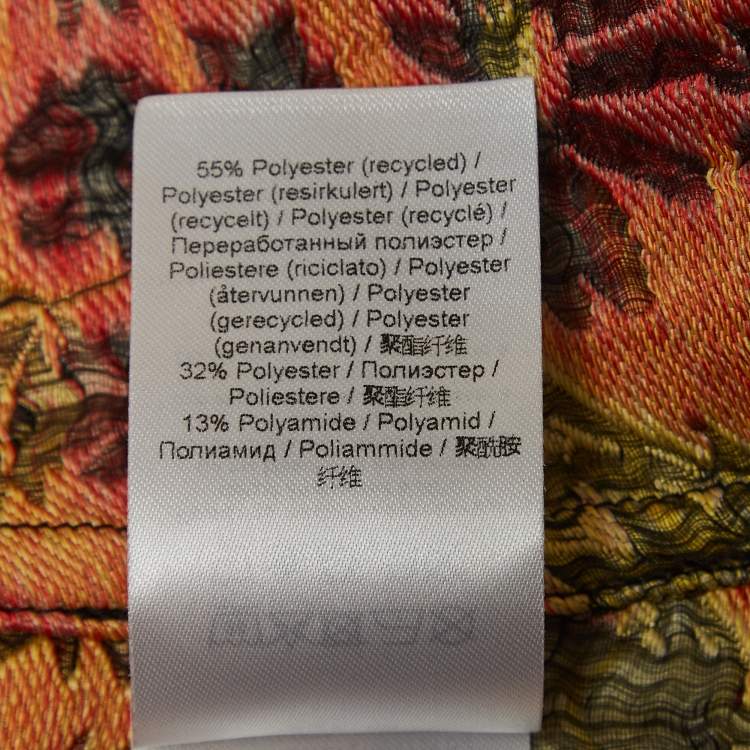 55% Polyester (recycled) /
Polyester (resirkulert) / Polyester
(recycelt) / Polyester (recyclé) /
Переработанный полиэстер /
Poliestere (riciclato) / Polyester
(återvunnen) / Polyester
(gerecycled) / Polyester
(genanvendt) / 聚酯纤维
32% Polyester / Полиэстер /
Poliestere / 聚酯纤维
13% Polyamide / Polyamid /
Полиамид / Poliammide / 聚酰胺
纤维